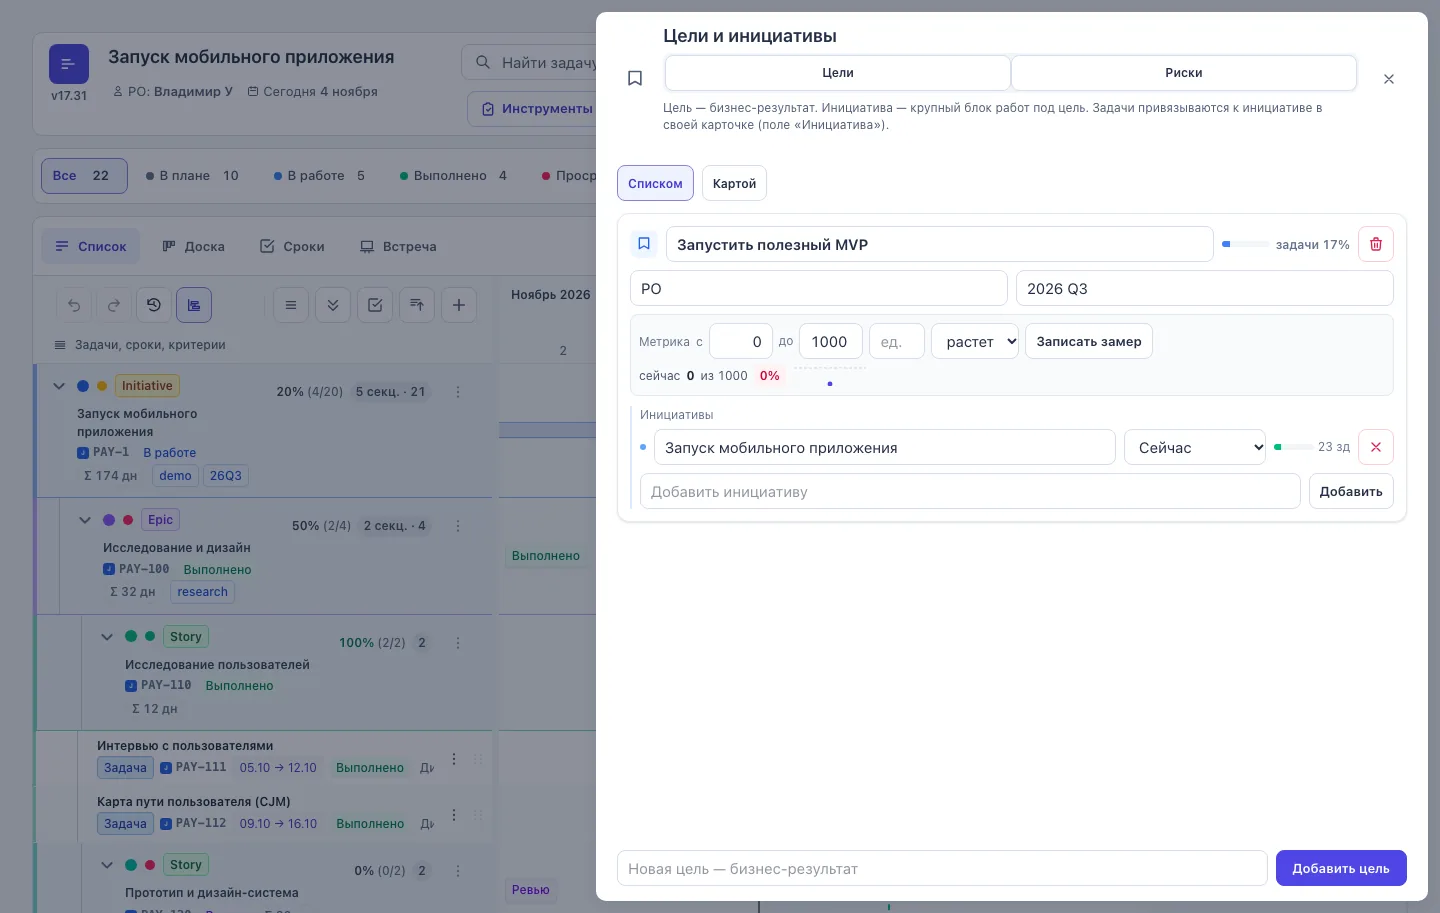 Запуск мобильного приложения
v17.31
PO: Владимир У
Сегодня 4 ноября
Найти задачу
Инструменты
Все 22
В плане 10
В работе 5
Выполнено 4
Проср
Список
Доска
Сроки
Встреча
Ноябрь 2026
Задачи, сроки, критерии
2
Initiative
20% (4/20)
5 секц. · 21
Запуск мобильного
приложения
PAY-1 В работе
Σ 174 дн
demo
26Q3
Epic
50% (2/4)
2 секц. · 4
Исследование и дизайн
PAY-100 Выполнено
Σ 32 дн
research
Выполнено
Story
100% (2/2)
2
Исследование пользователей
PAY-110 Выполнено
Σ 12 дн
Интервью с пользователями
Задача PAY-111 05.10 → 12.10 Выполнено
Карта пути пользователя (CJM)
Задача PAY-112 09.10 → 16.10 Выполнено
Story
0% (0/2)
2
Прототип и дизайн-система
Ревью
Цели и инициативы
Цели
Риски
Цель — бизнес-результат. Инициатива — крупный блок работ под цель. Задачи привязываются к инициативе в
своей карточке (поле «Инициатива»).
Списком
Картой
Запустить полезный MVP
задачи 17%
PO
2026 Q3
Метрика с 0 до 1000 ед. растет Записать замер
сейчас 0 из 1000 0%
Инициативы
Запуск мобильного приложения
Сейчас
23 зд
Добавить инициативу
Добавить
Новая цель — бизнес-результат
Добавить цель